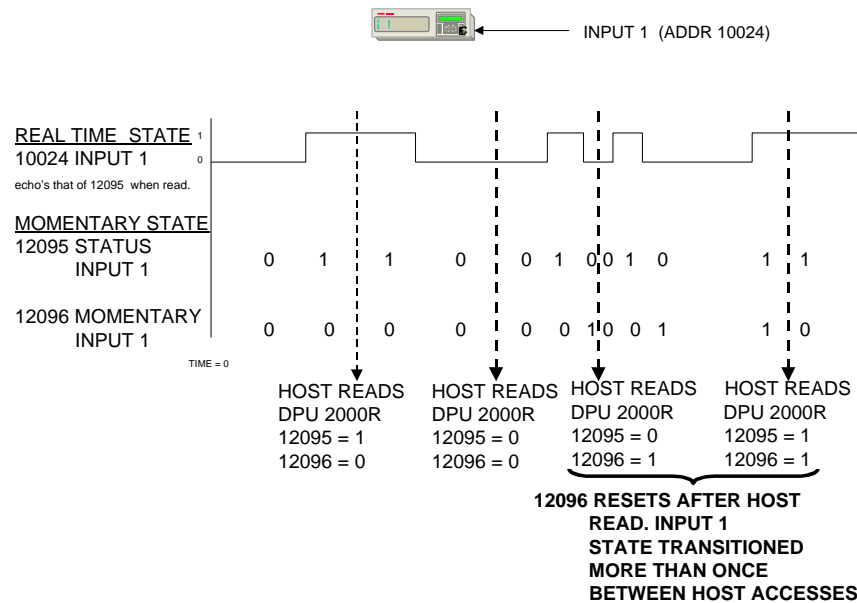 INPUT 1 (ADDR 10024)
REAL TIME STATE 1
10024 INPUT 1 0
echo's that of 12095 when read.
MOMENTARY STATE
12095 STATUS
INPUT 1
0 1 1 0 0 1 0 0 1 0 1 1
12096 MOMENTARY
INPUT 1
0 0 0 0 0 0 1 0 0 1 1 0
TIME = 0
HOST READS
DPU 2000R
12095 = 1
12096 = 0
HOST READS
DPU 2000R
12095 = 0
12096 = 0
HOST READS
DPU 2000R
12095 = 0
12096 = 1
HOST READS
DPU 2000R
12095 = 1
12096 = 1
12096 RESETS AFTER HOST
READ. INPUT 1
STATE TRANSITIONED
MORE THAN ONCE
BETWEEN HOST ACCESSES